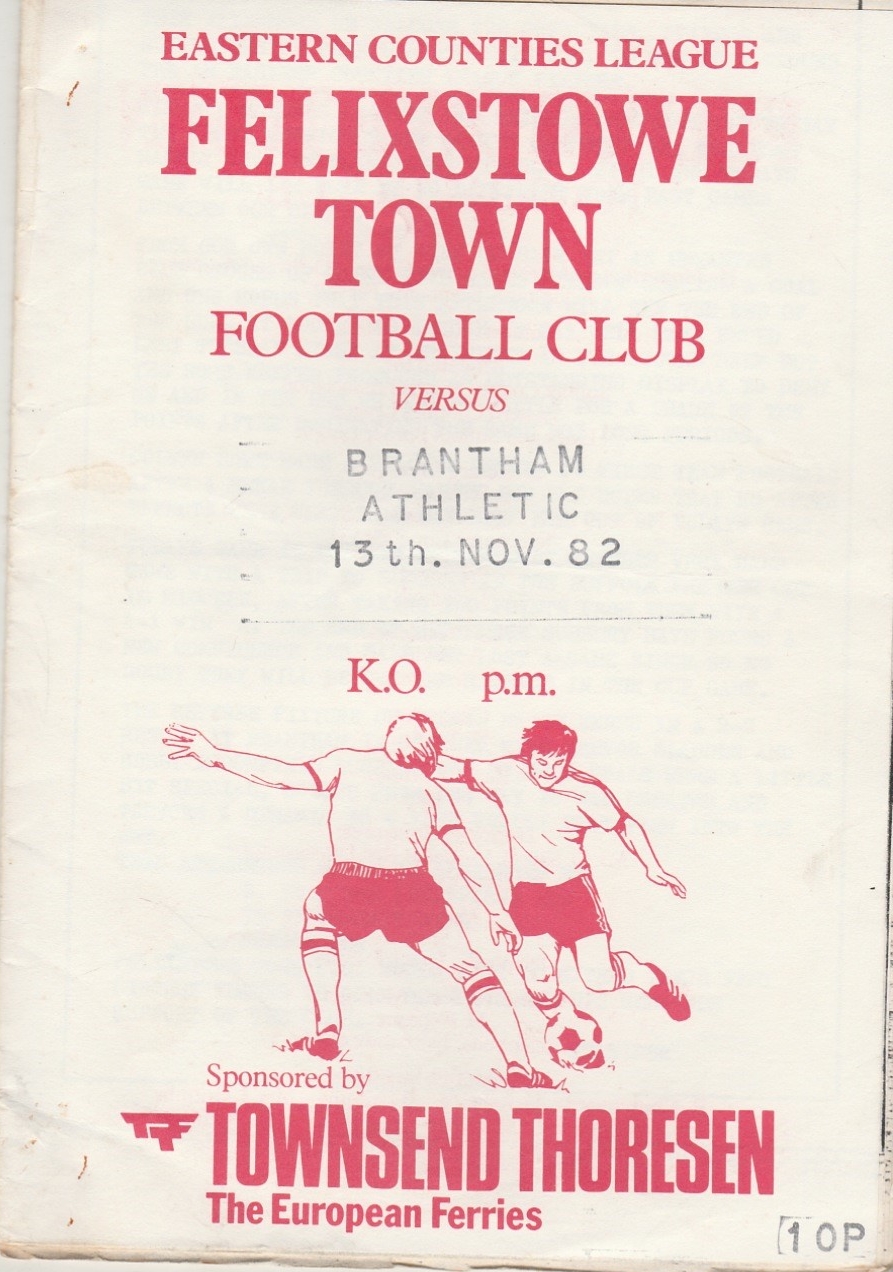 EASTERN COUNTIES LEAGUE
FELIXSTOWE
TOWN
FOOTBALL CLUB
VERSUS
BRANTHAM
ATHLETIC
13th. NOV. 82
K.O. p.m.
Sponsored by
TOWNSEND THORESEN
The European Ferries
10P